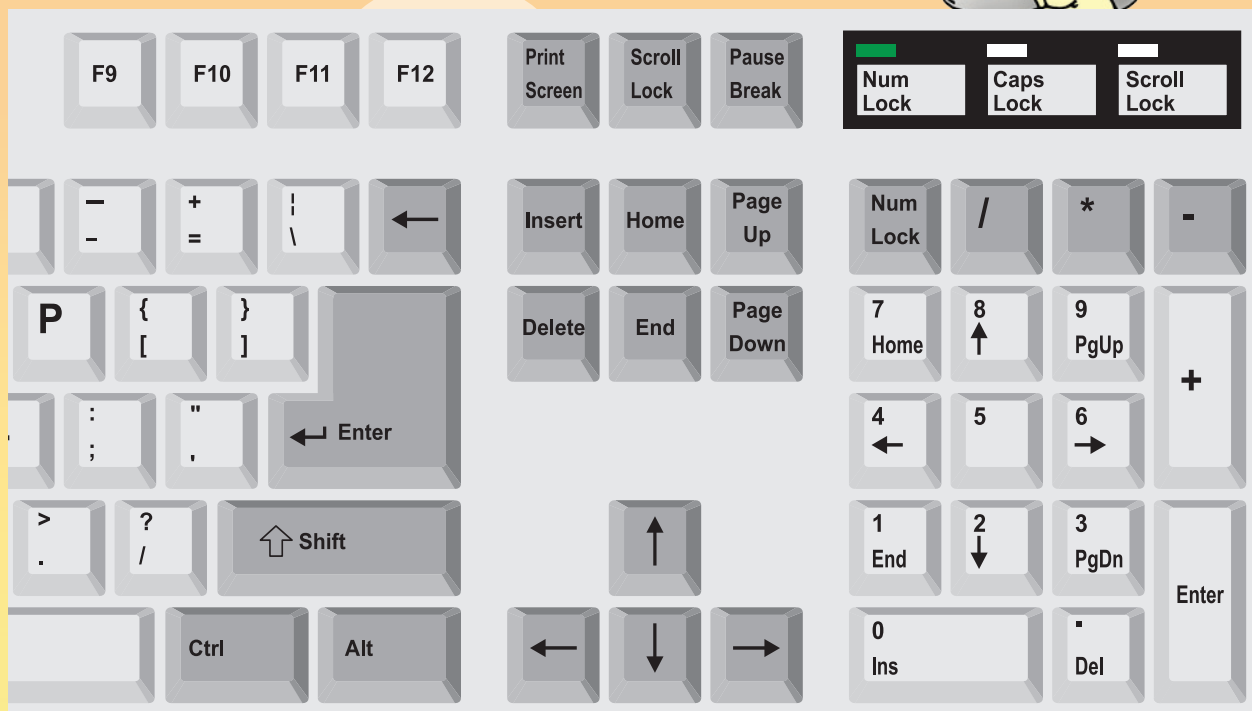 F9 F10 F11 F12
Print Scroll Pause
Screen Lock Break
Num Caps Scroll
Lock Lock Lock
– + ¦
- = \ ←
Insert Home Page
Up
Num / * -
Lock
P { }
[ ]
Delete End Page
Down
7 8 9
Home ↑ PgUp
+
: "
; '
↵ Enter
4 5 6
← →
> ?
. /
⇧ Shift
↑
1 2 3
End ↓ PgDn
Enter
Ctrl Alt
← ↓ →
0 .
Ins Del